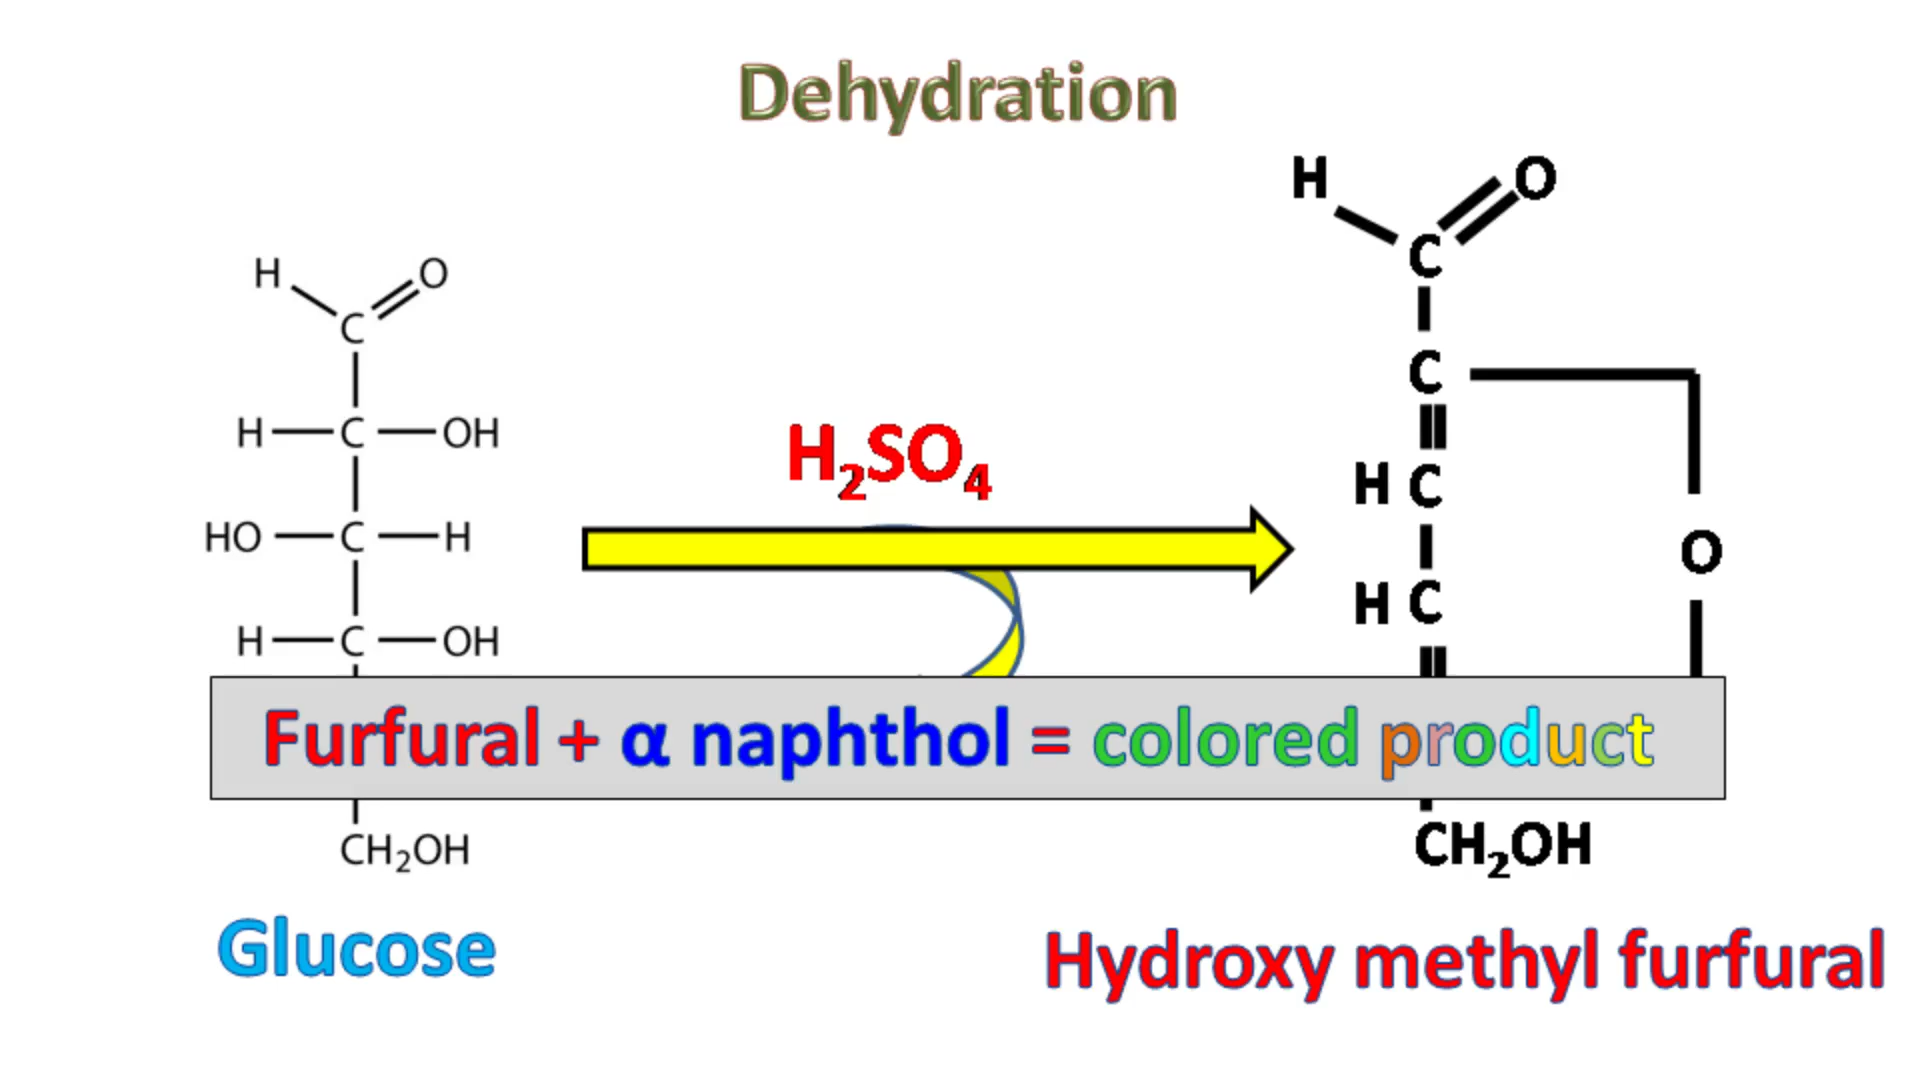 Dehydration
H O
C
C
H C
H C
O
CH₂OH
H O
C
H C OH
HO C H
H C OH
CH₂OH
H₂SO₄
Furfural + α naphthol = colored product
Glucose
Hydroxy methyl furfural